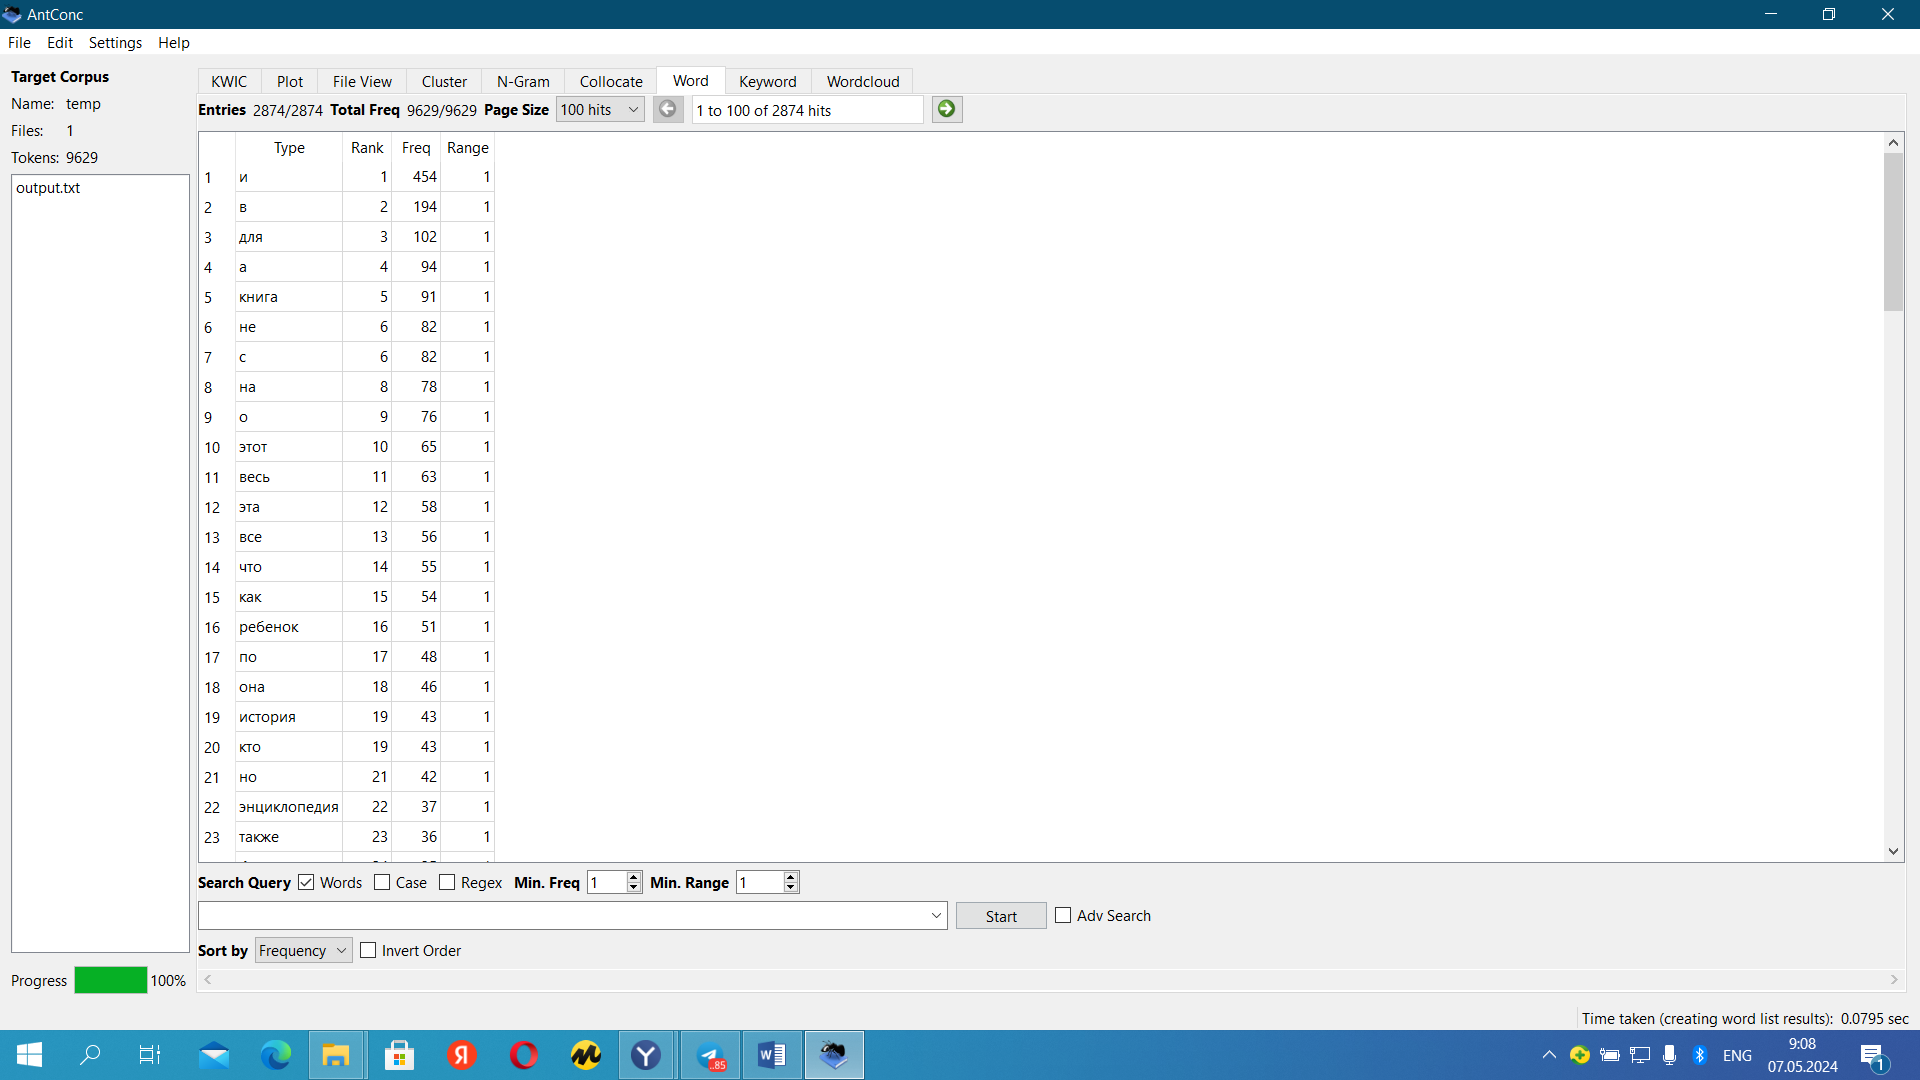 AntConc
File Edit Settings Help
Target Corpus
Name: temp
Files: 1
Tokens: 9629
output.txt
Progress 100%
KWIC Plot File View Cluster N-Gram Collocate Word Keyword Wordcloud
Entries 2874/2874 Total Freq 9629/9629 Page Size 100 hits 1 to 100 of 2874 hits
Type Rank Freq Range
1 и 1 454 1
2 в 2 194 1
3 для 3 102 1
4 а 4 94 1
5 книга 5 91 1
6 не 6 82 1
7 с 6 82 1
8 на 8 78 1
9 о 9 76 1
10 этот 10 65 1
11 весь 11 63 1
12 эта 12 58 1
13 все 13 56 1
14 что 14 55 1
15 как 15 54 1
16 ребенок 16 51 1
17 по 17 48 1
18 она 18 46 1
19 история 19 43 1
20 кто 19 43 1
21 но 21 42 1
22 энциклопедия 22 37 1
23 также 23 36 1
Search Query Words Case Regex Min. Freq 1 Min. Range 1
Start Adv Search
Sort by Frequency Invert Order
Time taken (creating word list results): 0.0795 sec
Я ..85 ENG 9:08
07.05.2024 1